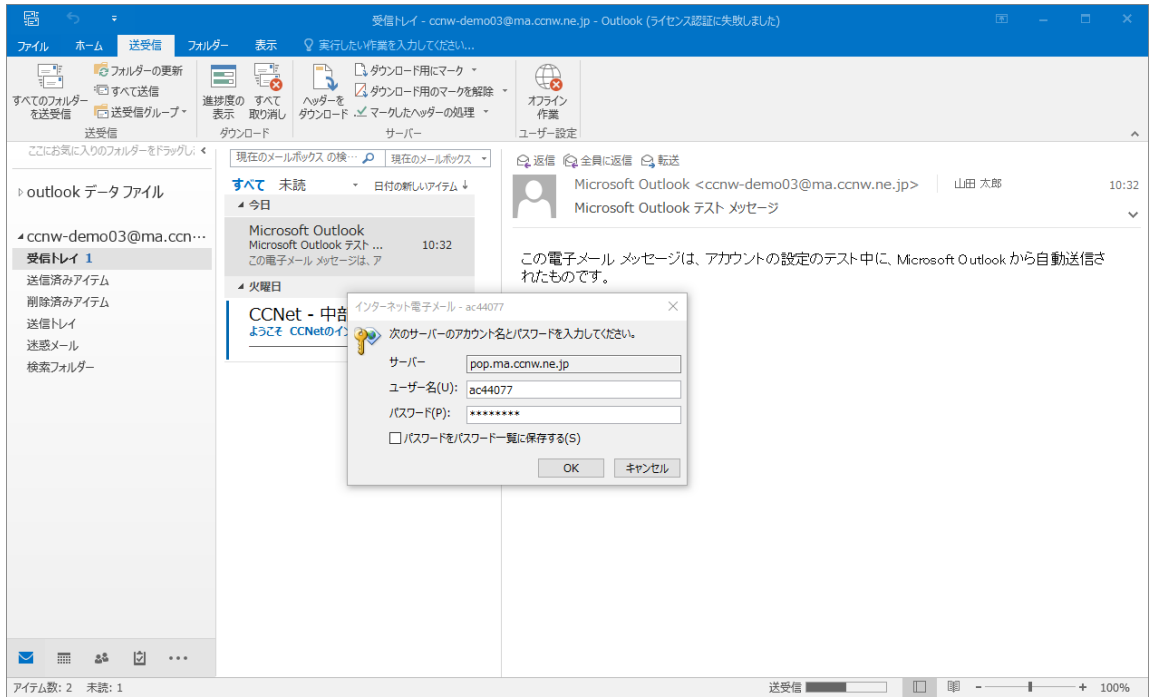 受信トレイ - ccnw-demo03@ma.ccnw.ne.jp - Outlook (ライセンス認証に失敗しました)
ファイル ホーム 送受信 フォルダー 表示 実行したい作業を入力してください...
すべてのフォルダー
を送受信
フォルダーの更新
すべて送信
送受信グループ
送受信
進捗度の
表示
すべて
取り消し
ダウンロード
ヘッダーを
ダウンロード
ダウンロード用にマーク
ダウンロード用のマークを解除
マークしたヘッダーの処理
サーバー
オフライン
作業
ユーザー設定
ここにお気に入りのフォルダーをドラッグし
outlook データ ファイル
ccnw-demo03@ma.ccn…
受信トレイ 1
送信済みアイテム
削除済みアイテム
送信トレイ
迷惑メール
検索フォルダー
現在のメールボックス の検… 現在のメールボックス
すべて 未読 日付の新しいアイテム ↓
今日
Microsoft Outlook
Microsoft Outlook テスト ... 10:32
この電子メール メッセージは、ア
火曜日
CCNet - 中部
ようこそ CCNetのイン
返信 全員に返信 転送
Microsoft Outlook <ccnw-demo03@ma.ccnw.ne.jp> 山田 太郎 10:32
Microsoft Outlook テスト メッセージ
この電子メール メッセージは、アカウントの設定のテスト中に、Microsoft Outlook から自動送信さ
れたものです。
インターネット電子メール - ac44077
次のサーバーのアカウント名とパスワードを入力してください。
サーバー pop.ma.ccnw.ne.jp
ユーザー名(U): ac44077
パスワード(P): ********
パスワードをパスワード一覧に保存する(S)
OK キャンセル
アイテム数: 2 未読: 1 送受信 100%